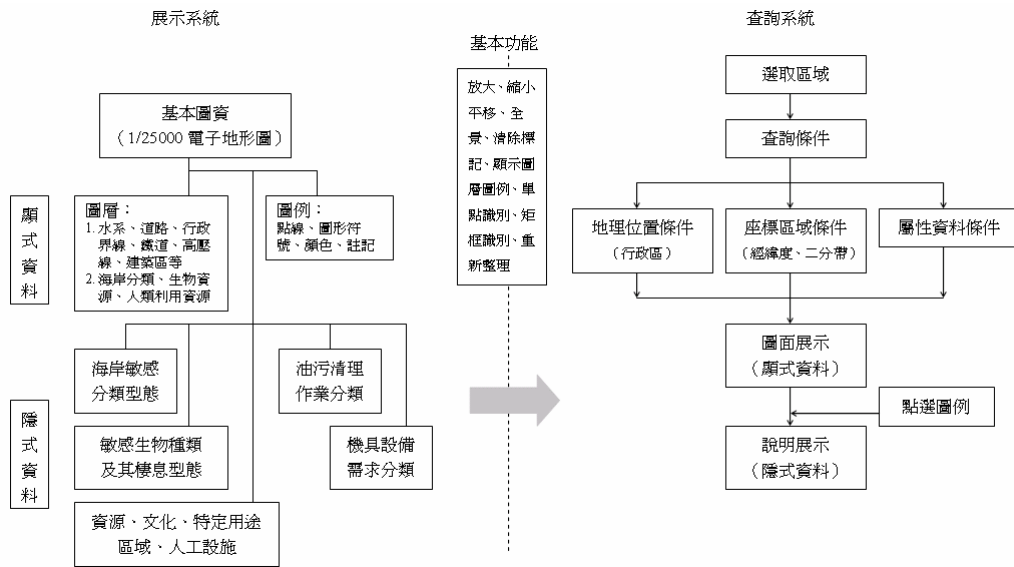 展示系統
基本圖資
（1/25000 電子地形圖）
顯式資料
圖層：
1. 水系、道路、行政
界線、鐵道、高壓
線、建築區等
2. 海岸分類、生物資
源、人類利用資源
圖例：
點線、圖形符
號、顏色、註記
隱式資料
海岸敏感
分類型態
油污清理
作業分類
敏感生物種類
及其棲息型態
機具設備
需求分類
資源、文化、特定用途
區域、人工設施
基本功能
放大、縮小
平移、全
景、清除標
記、顯示圖
層圖例、單
點識別、矩
框識別、重
新整理
查詢系統
選取區域
查詢條件
地理位置條件
（行政區）
座標區域條件
（經緯度、二分帶）
屬性資料條件
圖面展示
（顯式資料）
點選圖例
說明展示
（隱式資料）